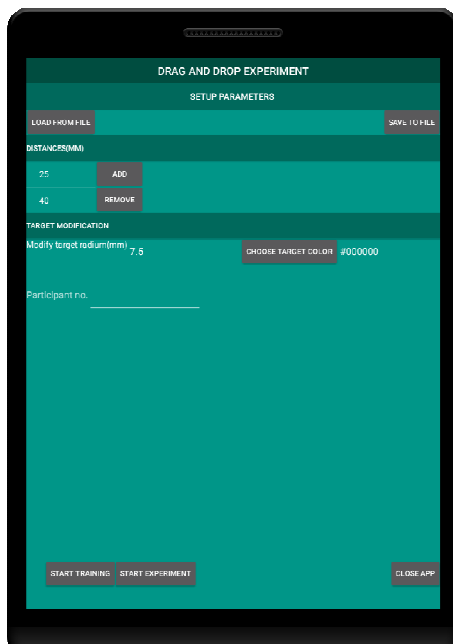 DRAG AND DROP EXPERIMENT
SETUP PARAMETERS
LOAD FROM FILE SAVE TO FILE
DISTANCES(MM)
25 ADD
40 REMOVE
TARGET MODIFICATION
Modify target radium(mm) 7.5 CHOOSE TARGET COLOR #000000
Participant no.
START TRAINING START EXPERIMENT CLOSE APP